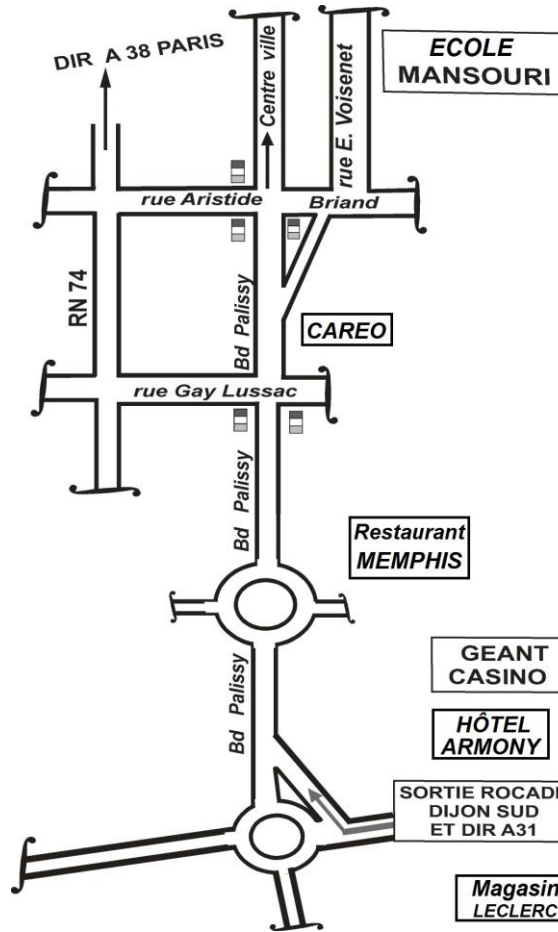 DIR A 38 PARIS
Centre ville
rue E. Voisenet
ECOLE
MANSOURI
rue Aristide Briand
RN 74
Bd Palissy
CAREO
rue Gay Lussac
Bd Palissy
Restaurant
MEMPHIS
GEANT
CASINO
Bd Palissy
HÔTEL
ARMONY
SORTIE ROCADE
DIJON SUD
ET DIR A31
Magasin
LECLERC